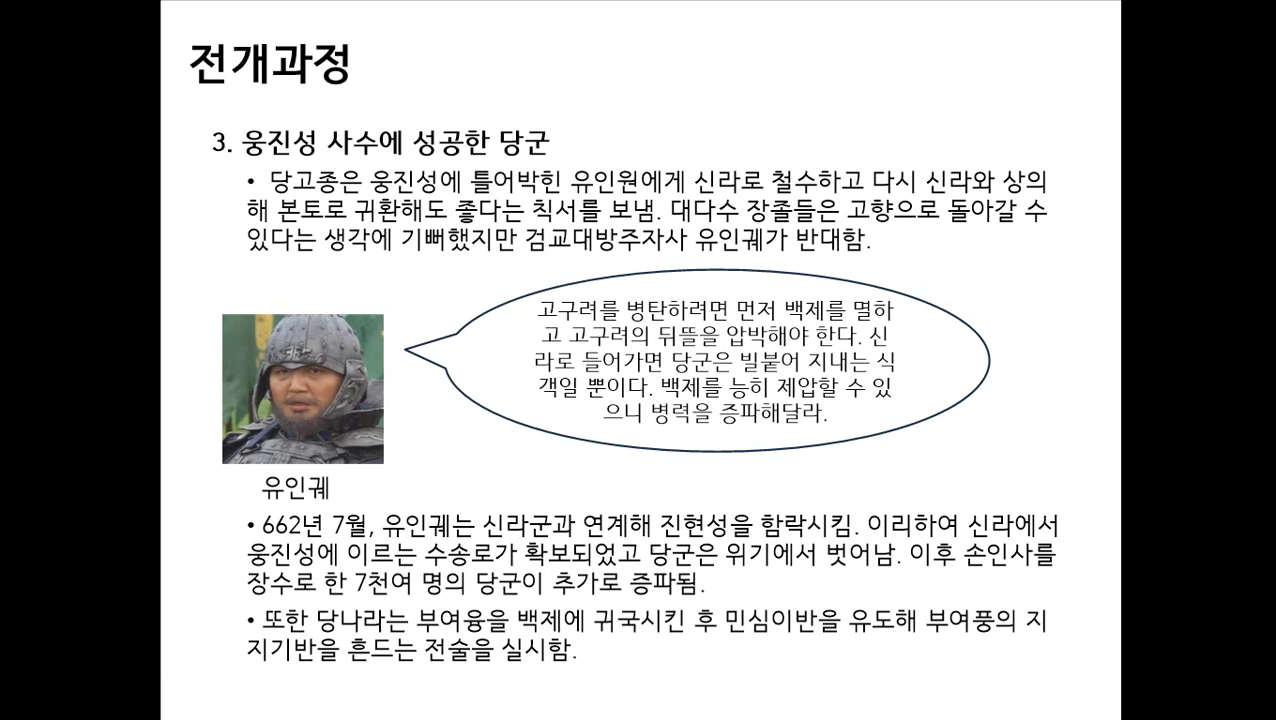 전개과정
3. 웅진성 사수에 성공한 당군
• 당고종은 웅진성에 틀어박힌 유인원에게 신라로 철수하고 다시 신라와 상의
해 본토로 귀환해도 좋다는 칙서를 보냄. 대다수 장졸들은 고향으로 돌아갈 수
있다는 생각에 기뻐했지만 검교대방주자사 유인궤가 반대함.
고구려를 병탄하려면 먼저 백제를 멸하
고 고구려의 뒤뜰을 압박해야 한다. 신
라로 들어가면 당군은 빌붙어 지내는 식
객일 뿐이다. 백제를 능히 제압할 수 있
으니 병력을 증파해달라.
유인궤
• 662년 7월, 유인궤는 신라군과 연계해 진현성을 함락시킴. 이리하여 신라에서
웅진성에 이르는 수송로가 확보되었고 당군은 위기에서 벗어남. 이후 손인사를
장수로 한 7천여 명의 당군이 추가로 증파됨.
• 또한 당나라는 부여융을 백제에 귀국시킨 후 민심이반을 유도해 부여풍의 지
지기반을 흔드는 전술을 실시함.